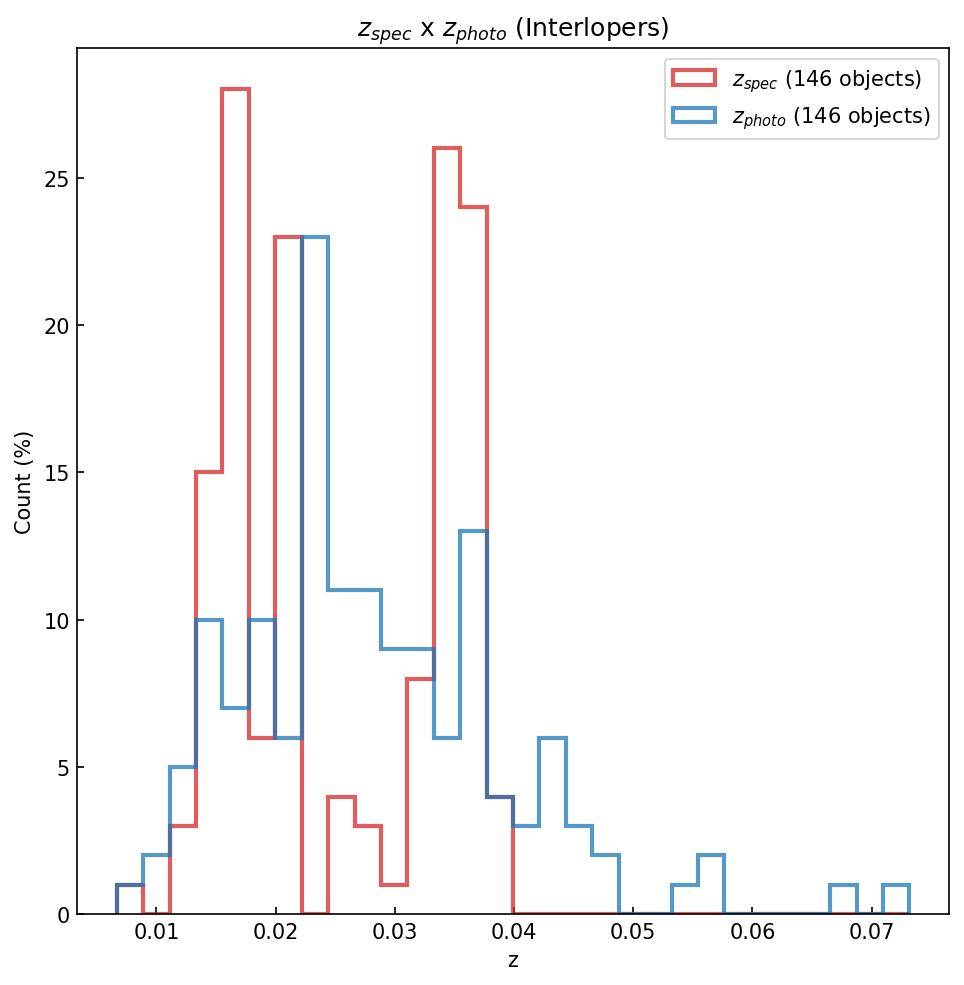 z_spec x z_photo (Interlopers)
z_spec (146 objects)
z_photo (146 objects)
Count (%)
25
20
15
10
5
0
0.01 0.02 0.03 0.04 0.05 0.06 0.07
z